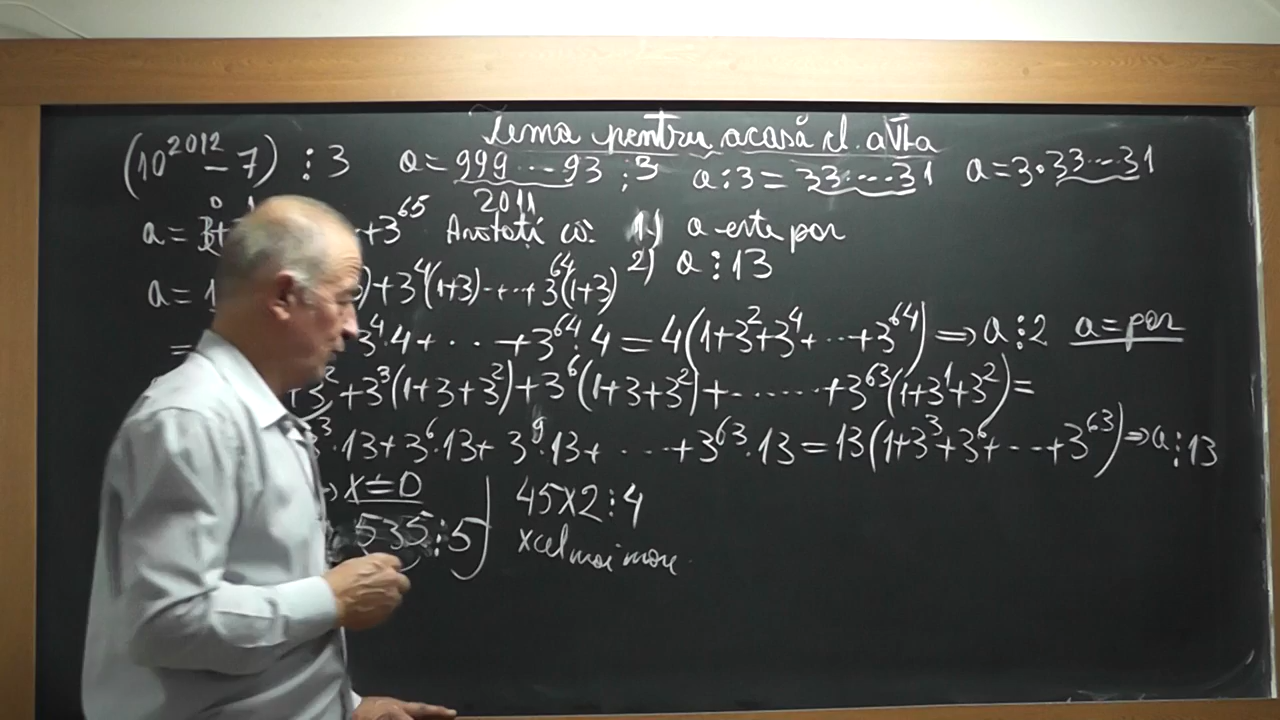 Tema pentru acasă cl. a VI-a
(10^2012 - 7) ⋮ 3 a = 999...93 ⋮ 3 a : 3 = 33...31 a = 3·33...31
2011
a = 3 +3^65 Arătați că: 1) a este par
2) a ⋮ 13
a = 1 )+3^4(1+3)+...+3^64(1+3)
= 3^4·4+...+3^64·4 = 4(1+3^2+3^4+...+3^64) ⇒ a ⋮ 2 a = par
+3^2+3^3(1+3+3^2)+3^6(1+3+3^2)+.......+3^63(1+3^1+3^2)=
3^3·13+3^6·13+3^9·13+...+3^63·13=13(1+3^3+3^6+...+3^63) ⇒ a ⋮ 13
x=0
535 ⋮ 5
45x2 ⋮ 4
x cel mai mare